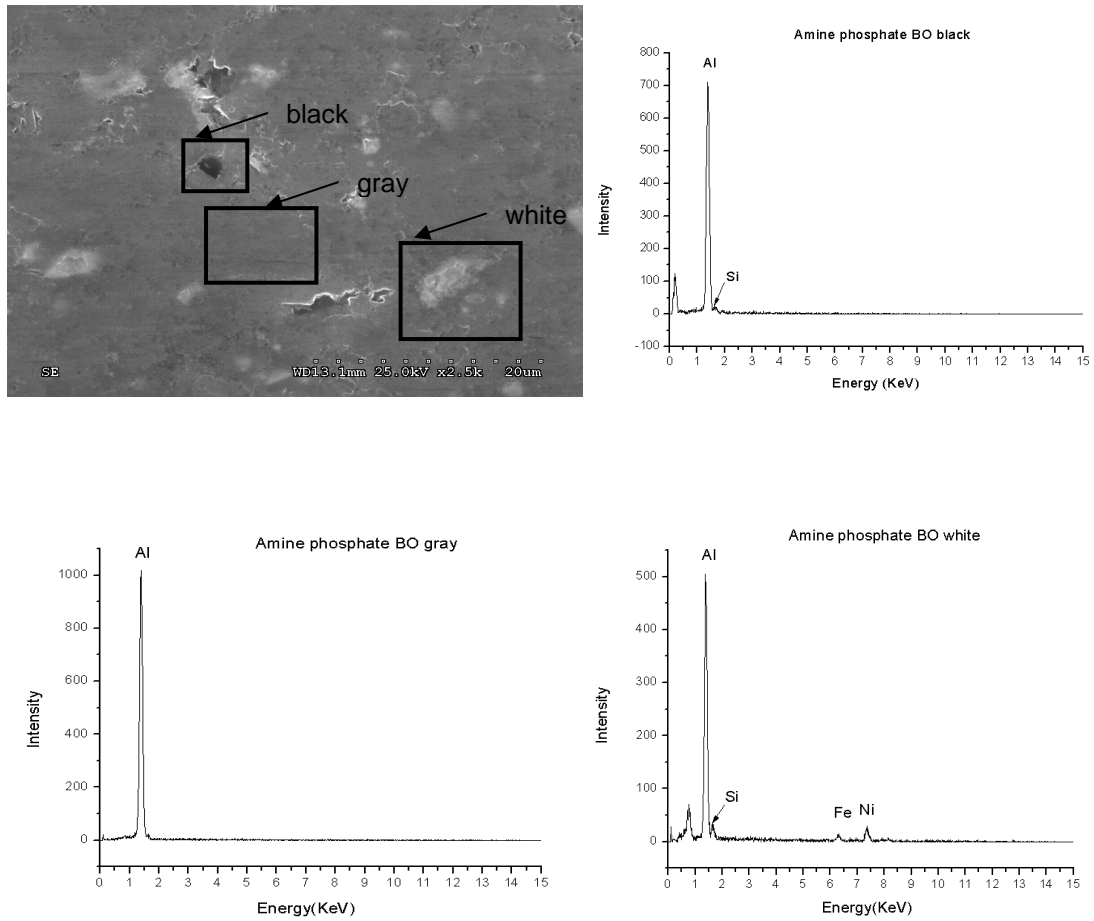 black
gray
white
SE
WD13.1mm 25.0kV x2.5k 20um
Amine phosphate BO black
800
700
600
500
400
300
200
100
0
-100
Intensity
Al
Si
0 1 2 3 4 5 6 7 8 9 10 11 12 13 14 15
Energy (KeV)
Amine phosphate BO gray
1000
800
600
400
200
0
Intensity
Al
0 1 2 3 4 5 6 7 8 9 10 11 12 13 14 15
Energy(KeV)
Amine phosphate BO white
500
400
300
200
100
0
Intensity
Al
Si
Fe Ni
0 1 2 3 4 5 6 7 8 9 10 11 12 13 14 15
Energy(KeV)